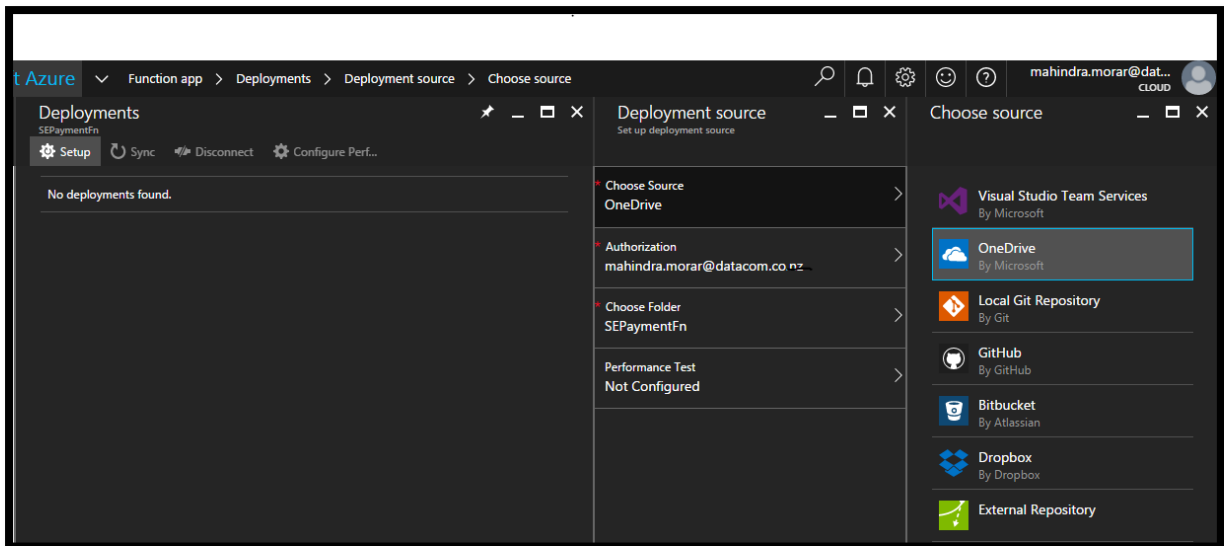 t Azure Function app > Deployments > Deployment source > Choose source
mahindra.morar@dat...
CLOUD
Deployments
SEPaymentFn
Setup Sync Disconnect Configure Perf...
No deployments found.
Deployment source
Set up deployment source
* Choose Source
OneDrive
* Authorization
mahindra.morar@datacom.co.nz
* Choose Folder
SEPaymentFn
Performance Test
Not Configured
Choose source
Visual Studio Team Services
By Microsoft
OneDrive
By Microsoft
Local Git Repository
By Git
GitHub
By GitHub
Bitbucket
By Atlassian
Dropbox
By Dropbox
External Repository